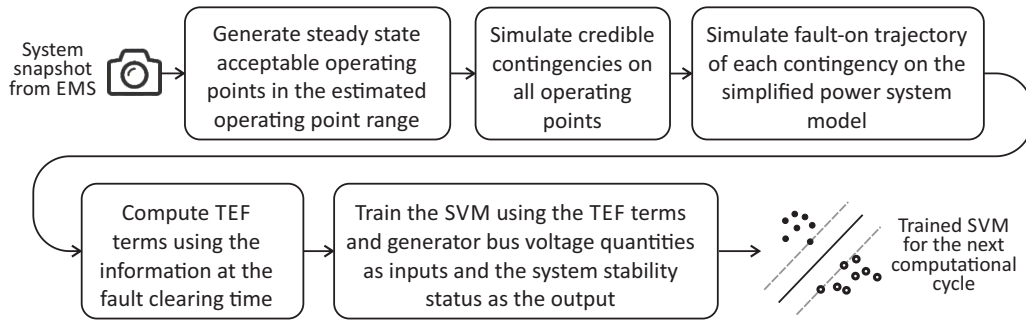 System
snapshot
from EMS
Generate steady state
acceptable operating
points in the estimated
operating point range
Simulate credible
contingencies on
all operating
points
Simulate fault-on trajectory
of each contingency on the
simplified power system
model
Compute TEF
terms using the
information at the
fault clearing time
Train the SVM using the TEF terms
and generator bus voltage quantities
as inputs and the system stability
status as the output
Trained SVM
for the next
computational
cycle